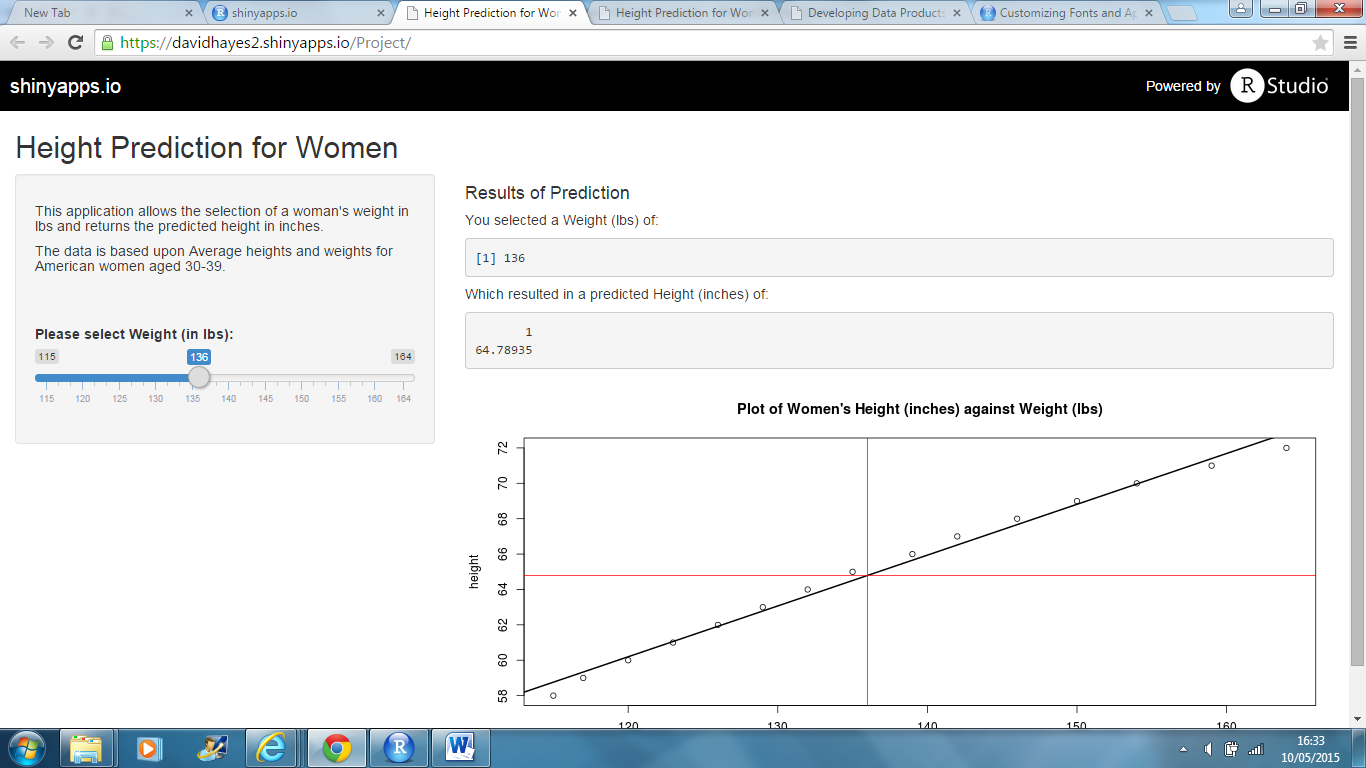 New Tab
shinyapps.io
Height Prediction for Wor
Height Prediction for Wor
Developing Data Products
Customizing Fonts and Ap
https://davidhayes2.shinyapps.io/Project/
shinyapps.io
Powered by R Studio
Height Prediction for Women
This application allows the selection of a woman's weight in
lbs and returns the predicted height in inches.
The data is based upon Average heights and weights for
American women aged 30-39.
Please select Weight (in lbs):
115 136 164
115 120 125 130 135 140 145 150 155 160 164
Results of Prediction
You selected a Weight (lbs) of:
[1] 136
Which resulted in a predicted Height (inches) of:
1
64.78935
Plot of Women's Height (inches) against Weight (lbs)
height
72
70
68
66
64
62
60
58
120 130 140 150 160
16:33
10/05/2015